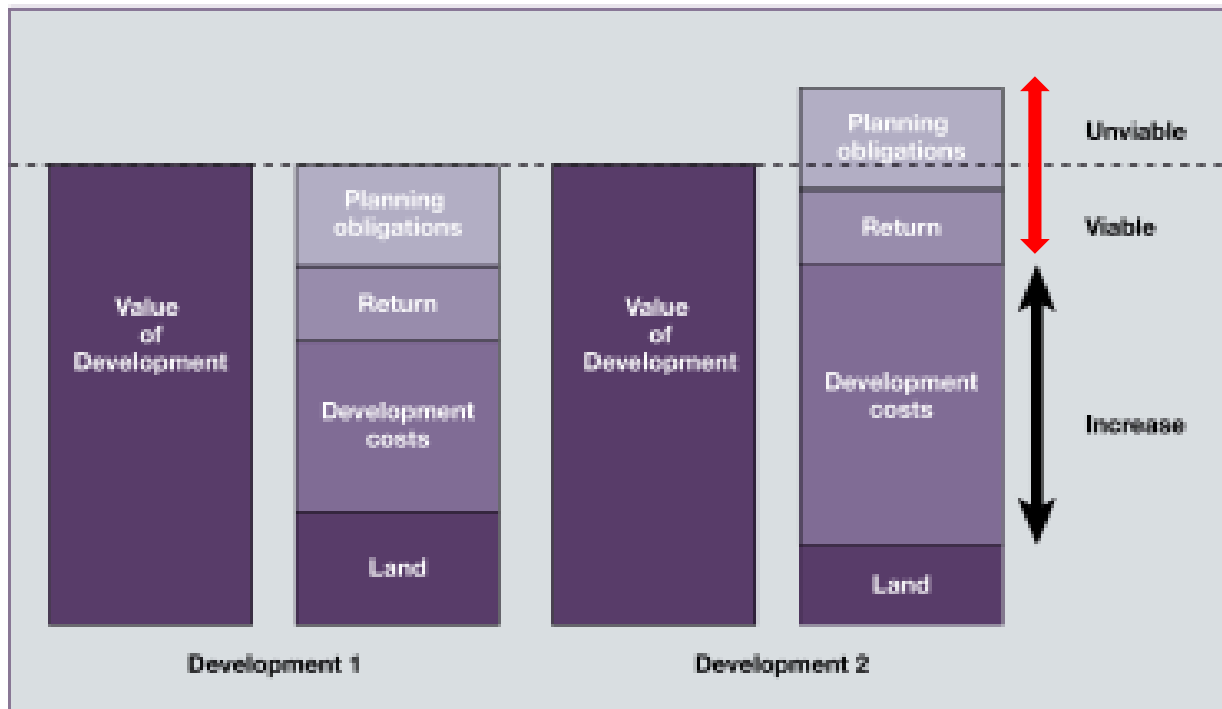 Value
of
Development
Planning
obligations
Return
Development
costs
Land
Development 1
Value
of
Development
Planning
obligations
Return
Development
costs
Land
Development 2
Unviable
Viable
Increase